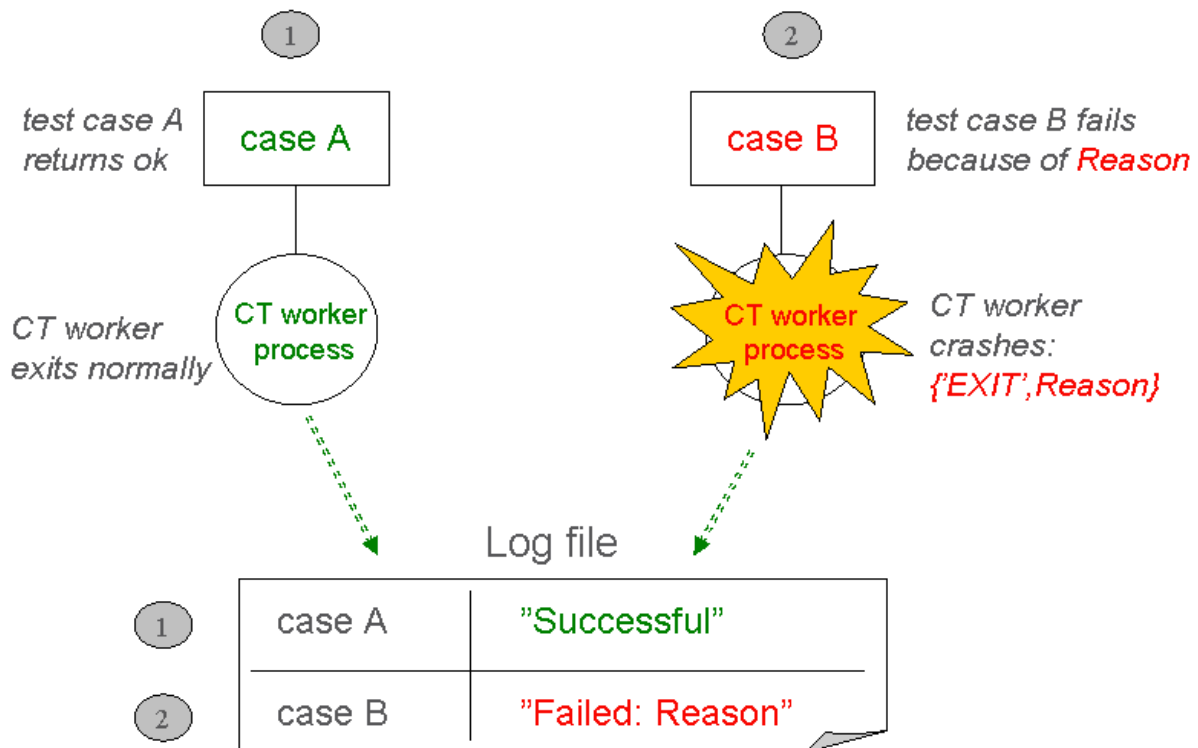 1
2
test case A
returns ok
case A
case B
test case B fails
because of Reason
CT worker
exits normally
CT worker
process
CT worker
process
CT worker
crashes:
{'EXIT',Reason}
Log file
1
case A
”Successful”
2
case B
”Failed: Reason”